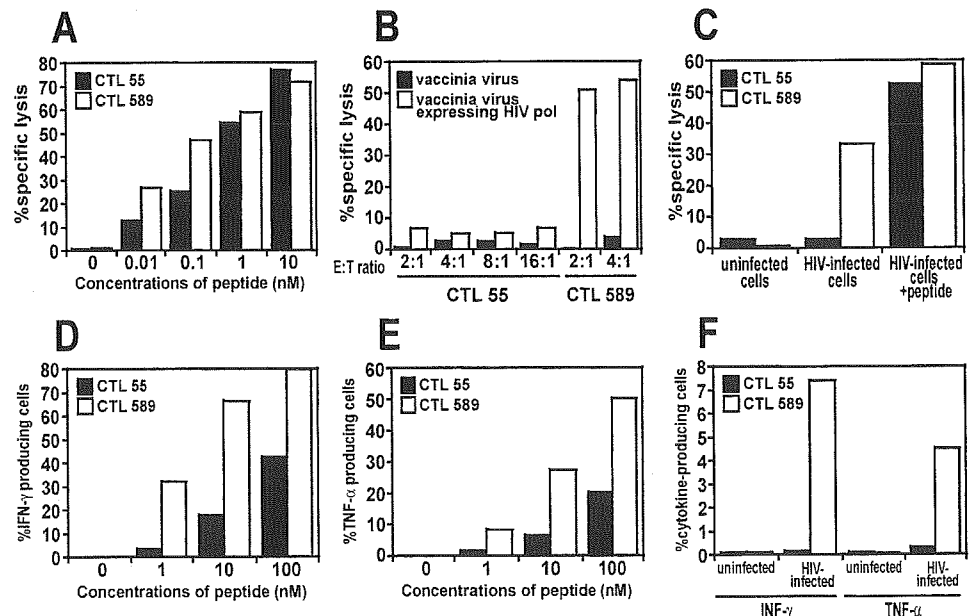 A
%specific lysis
80
70
60
50
40
30
20
10
0
CTL 55
CTL 589
0 0.01 0.1 1 10
Concentrations of peptide (nM)
B
%specific lysis
60
50
40
30
20
10
0
vaccinia virus
vaccinia virus
expressing HIV pol
E:T ratio 2:1 4:1 8:1 16:1 2:1 4:1
CTL 55 CTL 589
C
%specific lysis
60
50
40
30
20
10
0
CTL 55
CTL 589
uninfected
cells
HIV-infected
cells
HIV-infected
cells
+peptide
D
%IFN-γ producing cells
80
70
60
50
40
30
20
10
0
CTL 55
CTL 589
0 1 10 100
Concentrations of peptide (nM)
E
%TNF-α producing cells
60
50
40
30
20
10
0
CTL 55
CTL 589
0 1 10 100
Concentrations of peptide (nM)
F
%cytokine-producing cells
8
7
6
5
4
3
2
1
0
CTL 55
CTL 589
uninfected
HIV-
infected
uninfected
HIV-
infected
INF-γ TNF-α